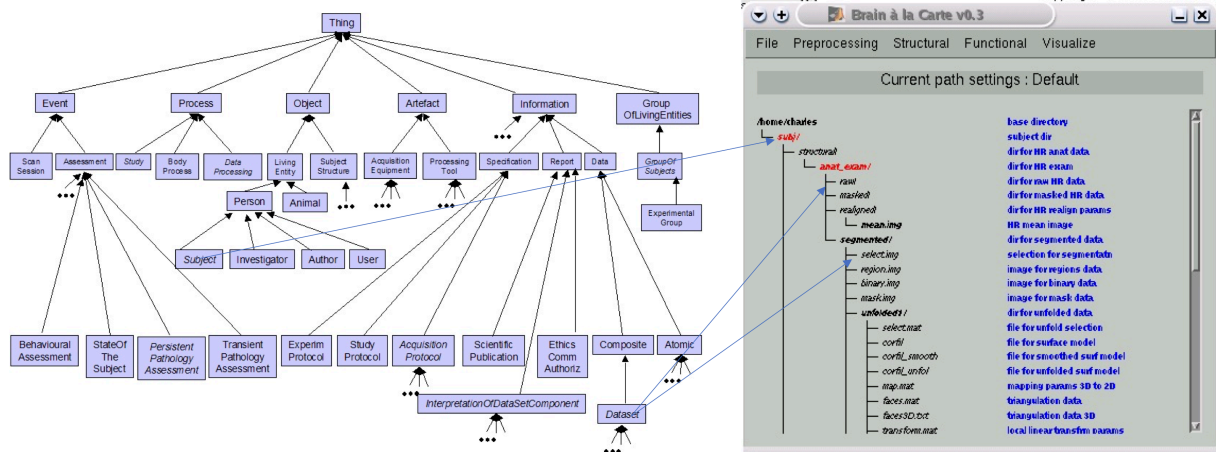 Thing
Event
Process
Object
Artefact
Information
Group
OfLivingEntities
Scan
Session
Assessment
Study
Body
Process
Data
Processing
Living
Entity
Subject
Structure
Acquisition
Equipment
Processing
Tool
Specification
Report
Data
GroupOf
Subjects
Person
Animal
Experimental
Group
Subject
Investigator
Author
User
Behavioural
Assessment
StateOf
The
Subject
Persistent
Pathology
Assessment
Transient
Pathology
Assessment
Experim
Protocol
Study
Protocol
Acquisition
Protocol
Scientific
Publication
Ethics
Comm
Authoriz
Composite
Atomic
InterpretationOfDataSetComponent
Dataset
Brain à la Carte v0.3
File Preprocessing Structural Functional Visualize
Current path settings : Default
/home/charles base directory
subj/ subject dir
structural/ dir for HR anat data
anat_exam/ dir for HR exam
raw/ dir for raw HR data
masked/ dir for masked HR data
realigned/ dir for HR realign params
mean.img HR mean image
segmented/ dir for segmented data
select.img selection for segmentatn
region.img image for regions data
binary.img image for binary data
mask.img image for mask data
unfolded1/ dir for unfolded data
select.mat file for unfold selection
corfil file for surface model
corfil_smooth file for smoothed surf model
corfil_unfol file for unfolded surf model
map.mat mapping params 3D to 2D
faces.mat triangulation data
faces3D.txt triangulation data 3D
transform.mat local linear transfrm params